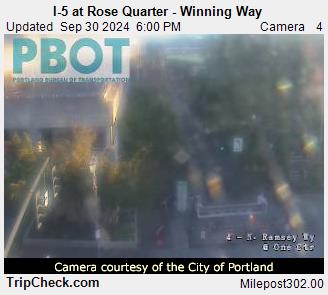 I-5 at Rose Quarter - Winning Way
Updated Sep 30 2024 6:00 PM Camera 4
PBOT
PORTLAND BUREAU OF TRANSPORTATION
4 - N. Ramsey Wy
@ One Ctr
Camera courtesy of the City of Portland
TripCheck.com Milepost302.00